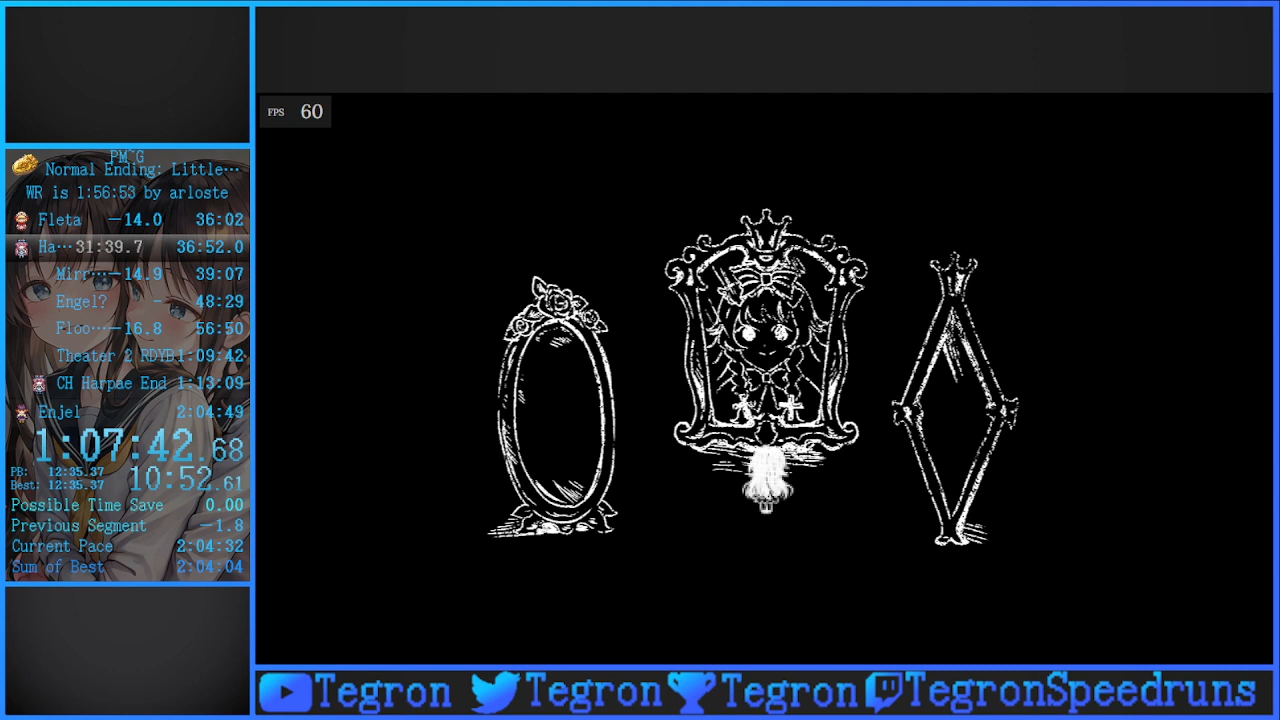 PM~G
Normal Ending: Little…
WR is 1:56:53 by arloste
Fleta −14.0 36:02
Ha… 31:39.7 36:52.0
Mirr… −14.9 39:07
Engel? - 48:29
Floo… −16.8 56:50
Theater 2 RDYB 1:09:42
CH Harpae End 1:13:09
Enjel 2:04:49
1:07:42.68
PB: 12:35.37
Best: 12:35.37
10:52.61
Possible Time Save 0.00
Previous Segment −1.8
Current Pace 2:04:32
Sum of Best 2:04:04
FPS 60
Tegron Tegron Tegron TegronSpeedruns